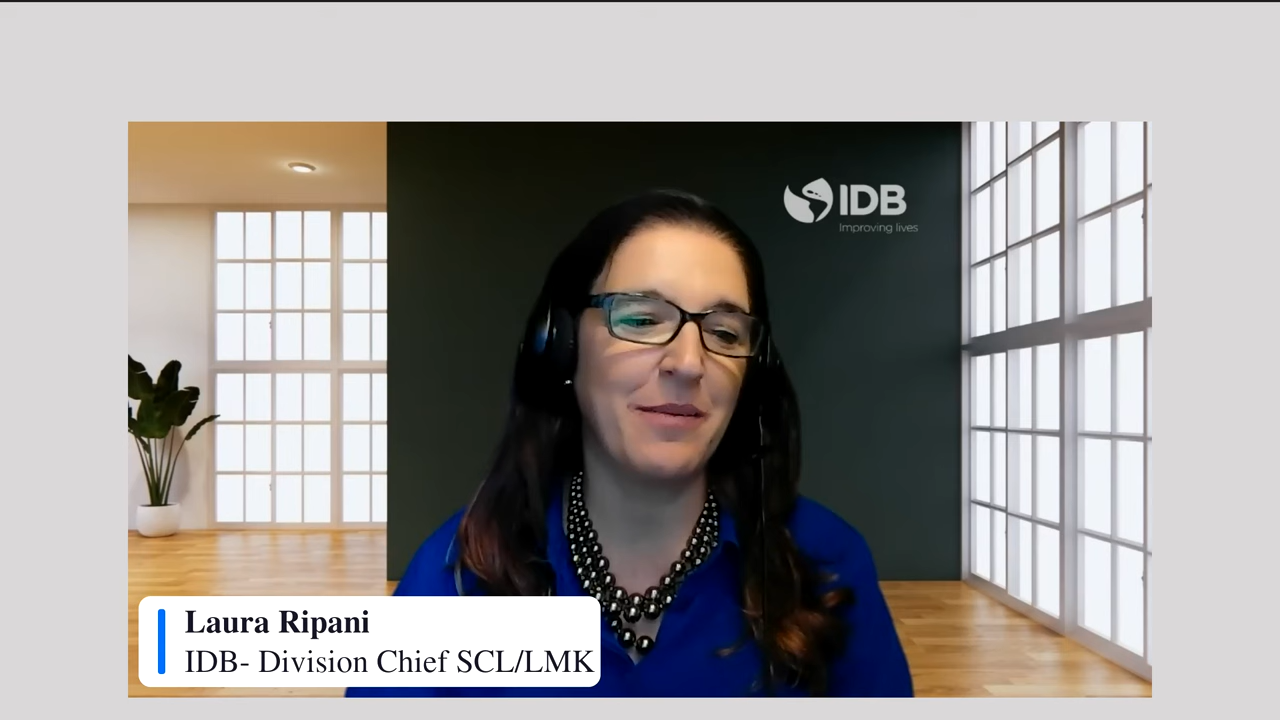 IDB
Improving lives
Laura Ripani
IDB- Division Chief SCL/LMK